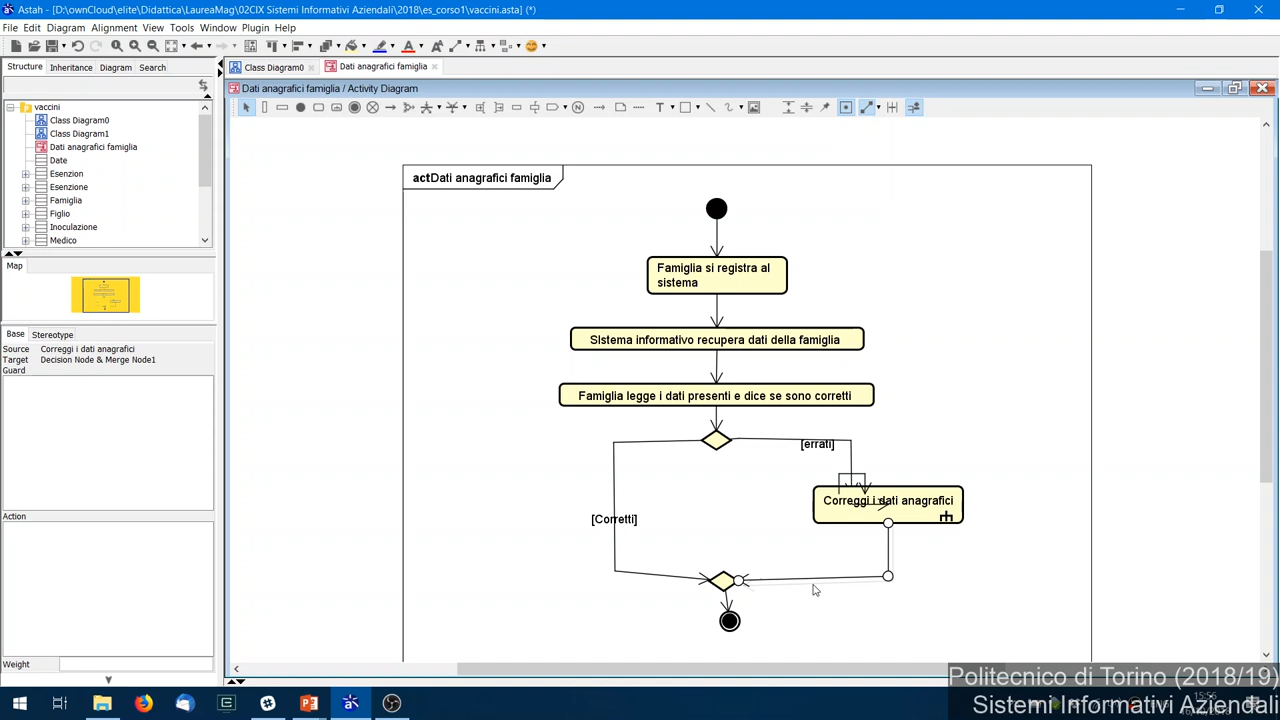 Astah - [D:\ownCloud\elite\Didattica\LaureaMag\02CIX Sistemi Informativi Aziendali\2018\es_corso1\vaccini.asta] (*)
File Edit Diagram Alignment View Tools Window Plugin Help
Structure Inheritance Diagram Search
Class Diagram0
Dati anagrafici famiglia
Dati anagrafici famiglia / Activity Diagram
vaccini
Class Diagram0
Class Diagram1
Dati anagrafici famiglia
Date
Esenzion
Esenzione
Famiglia
Figlio
Inoculazione
Medico
Map
Base Stereotype
Source Correggi i dati anagrafici
Target Decision Node & Merge Node1
Guard
Action
Weight
actDati anagrafici famiglia
Famiglia si registra al
sistema
SIstema informativo recupera dati della famiglia
Famiglia legge i dati presenti e dice se sono corretti
[errati]
Correggi i dati anagrafici
[Corretti]
Politecnico di Torino (2018/19)
Sistemi Informativi Aziendali
15:56